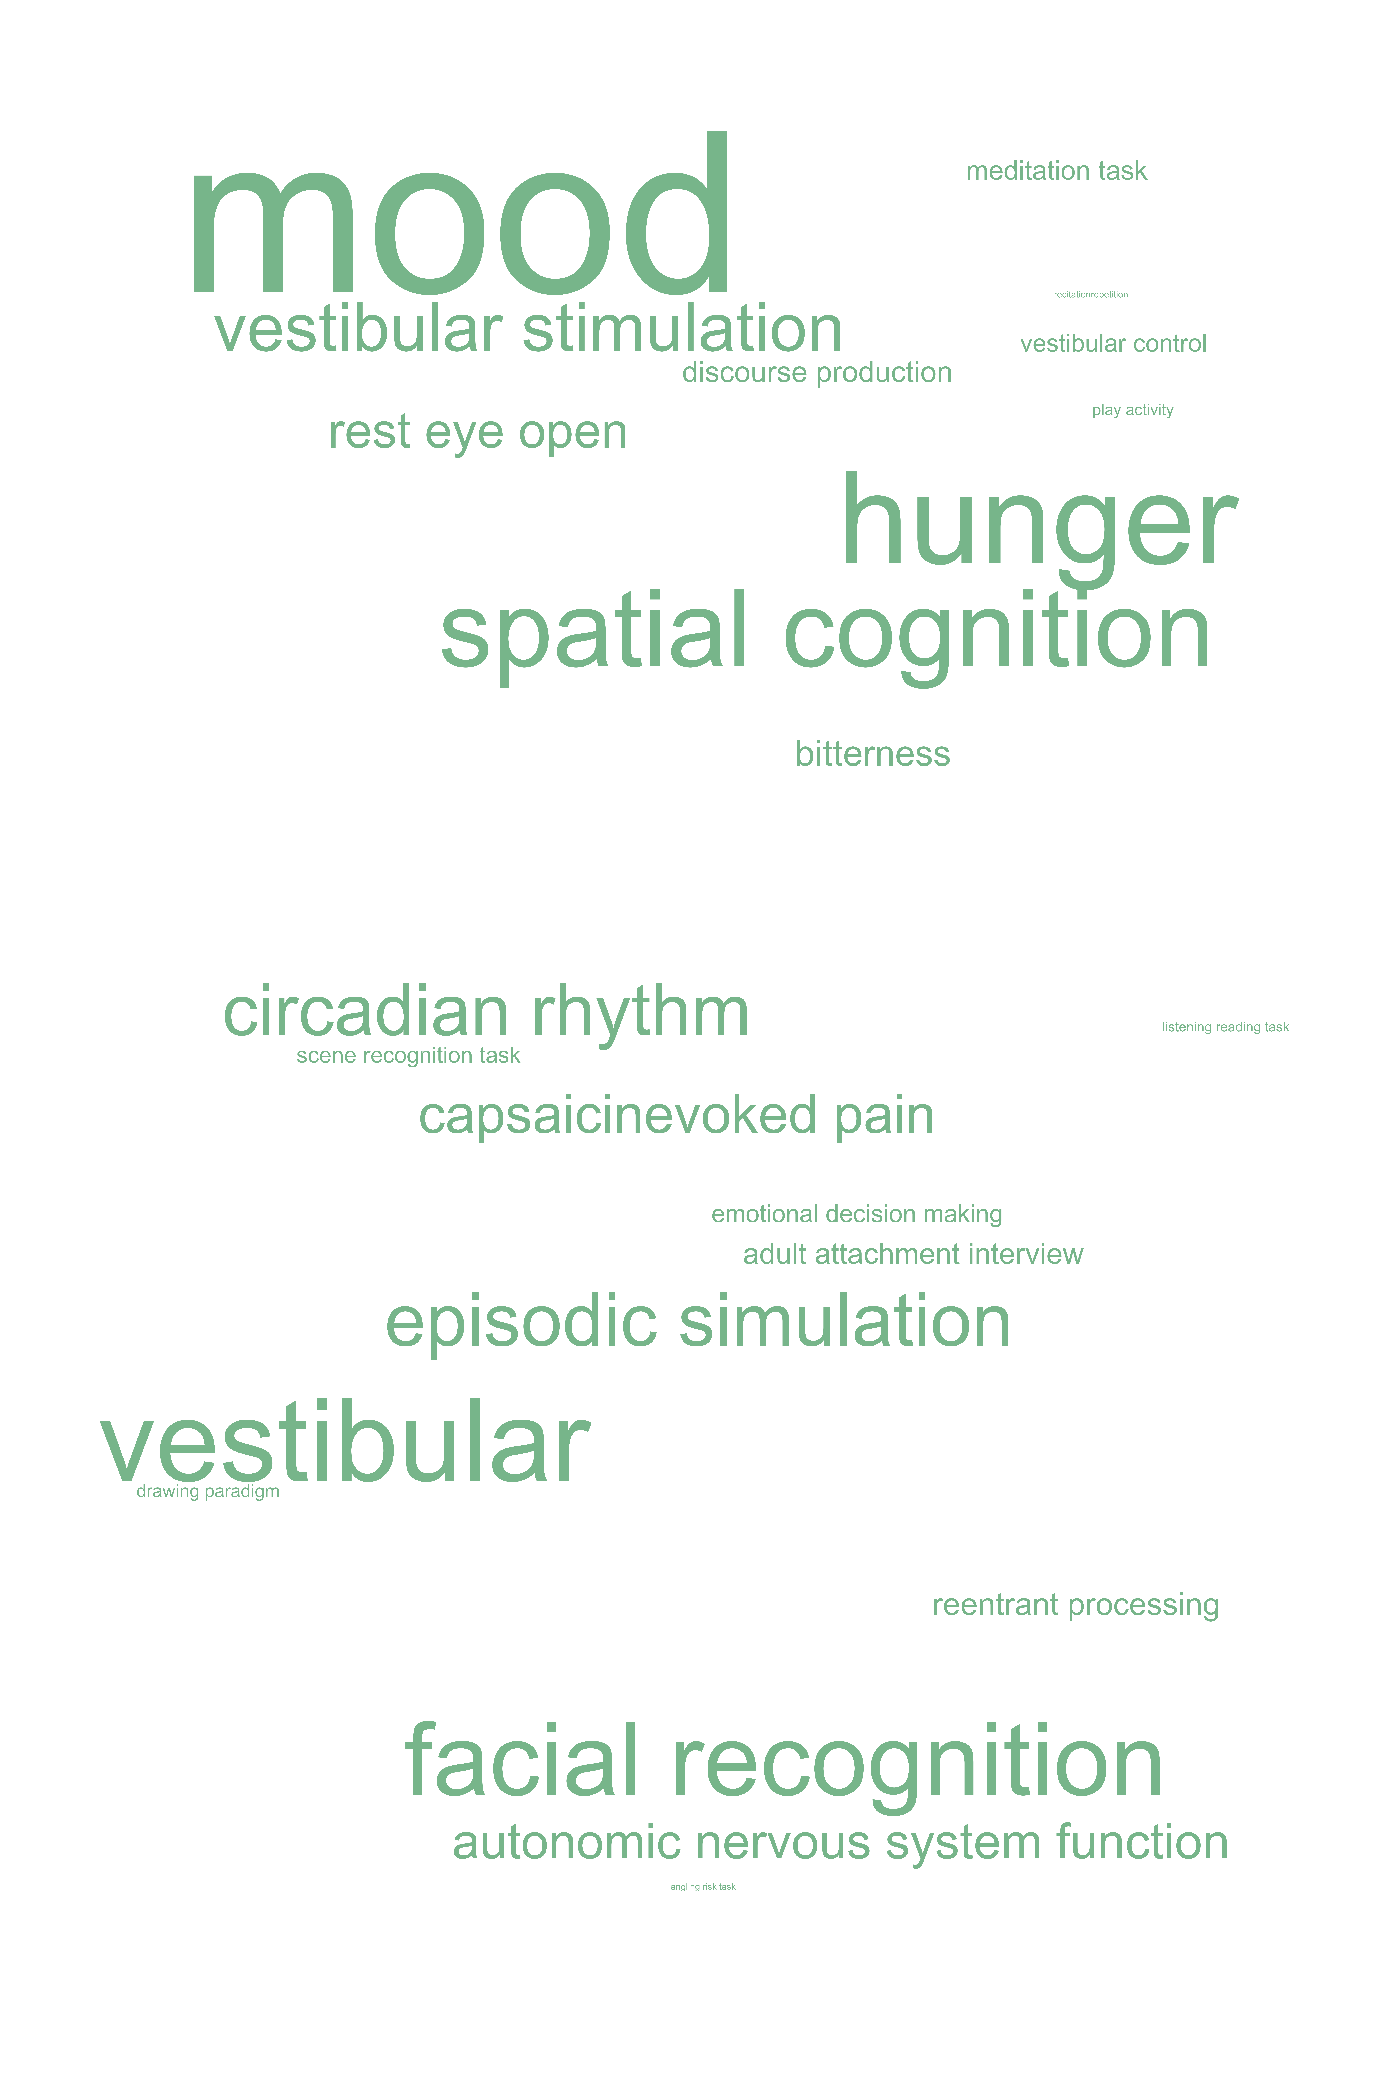 mood
meditation task
recitationrepetition
vestibular stimulation
vestibular control
discourse production
play activity
rest eye open
hunger
spatial cognition
bitterness
circadian rhythm
listening reading task
scene recognition task
capsaicinevoked pain
emotional decision making
adult attachment interview
episodic simulation
vestibular
drawing paradigm
reentrant processing
facial recognition
autonomic nervous system function
angling risk task